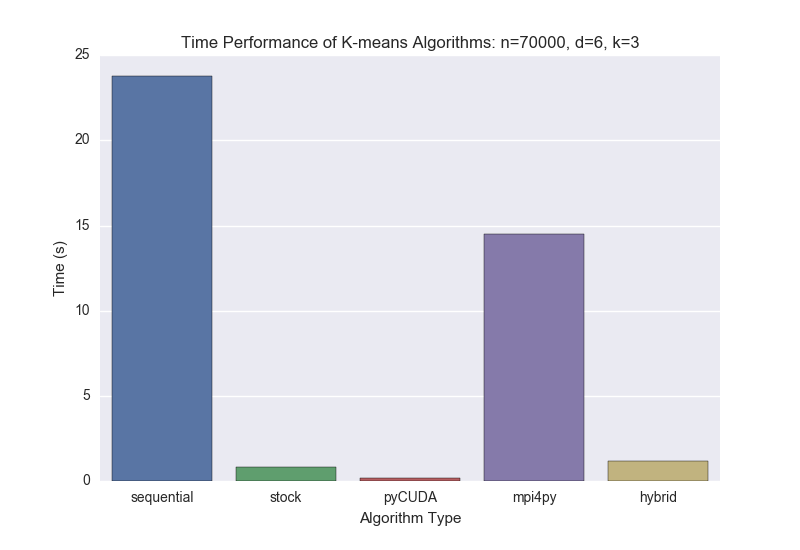 Time Performance of K-means Algorithms: n=70000, d=6, k=3
25
20
15
10
5
0
Time (s)
sequential stock pyCUDA mpi4py hybrid
Algorithm Type